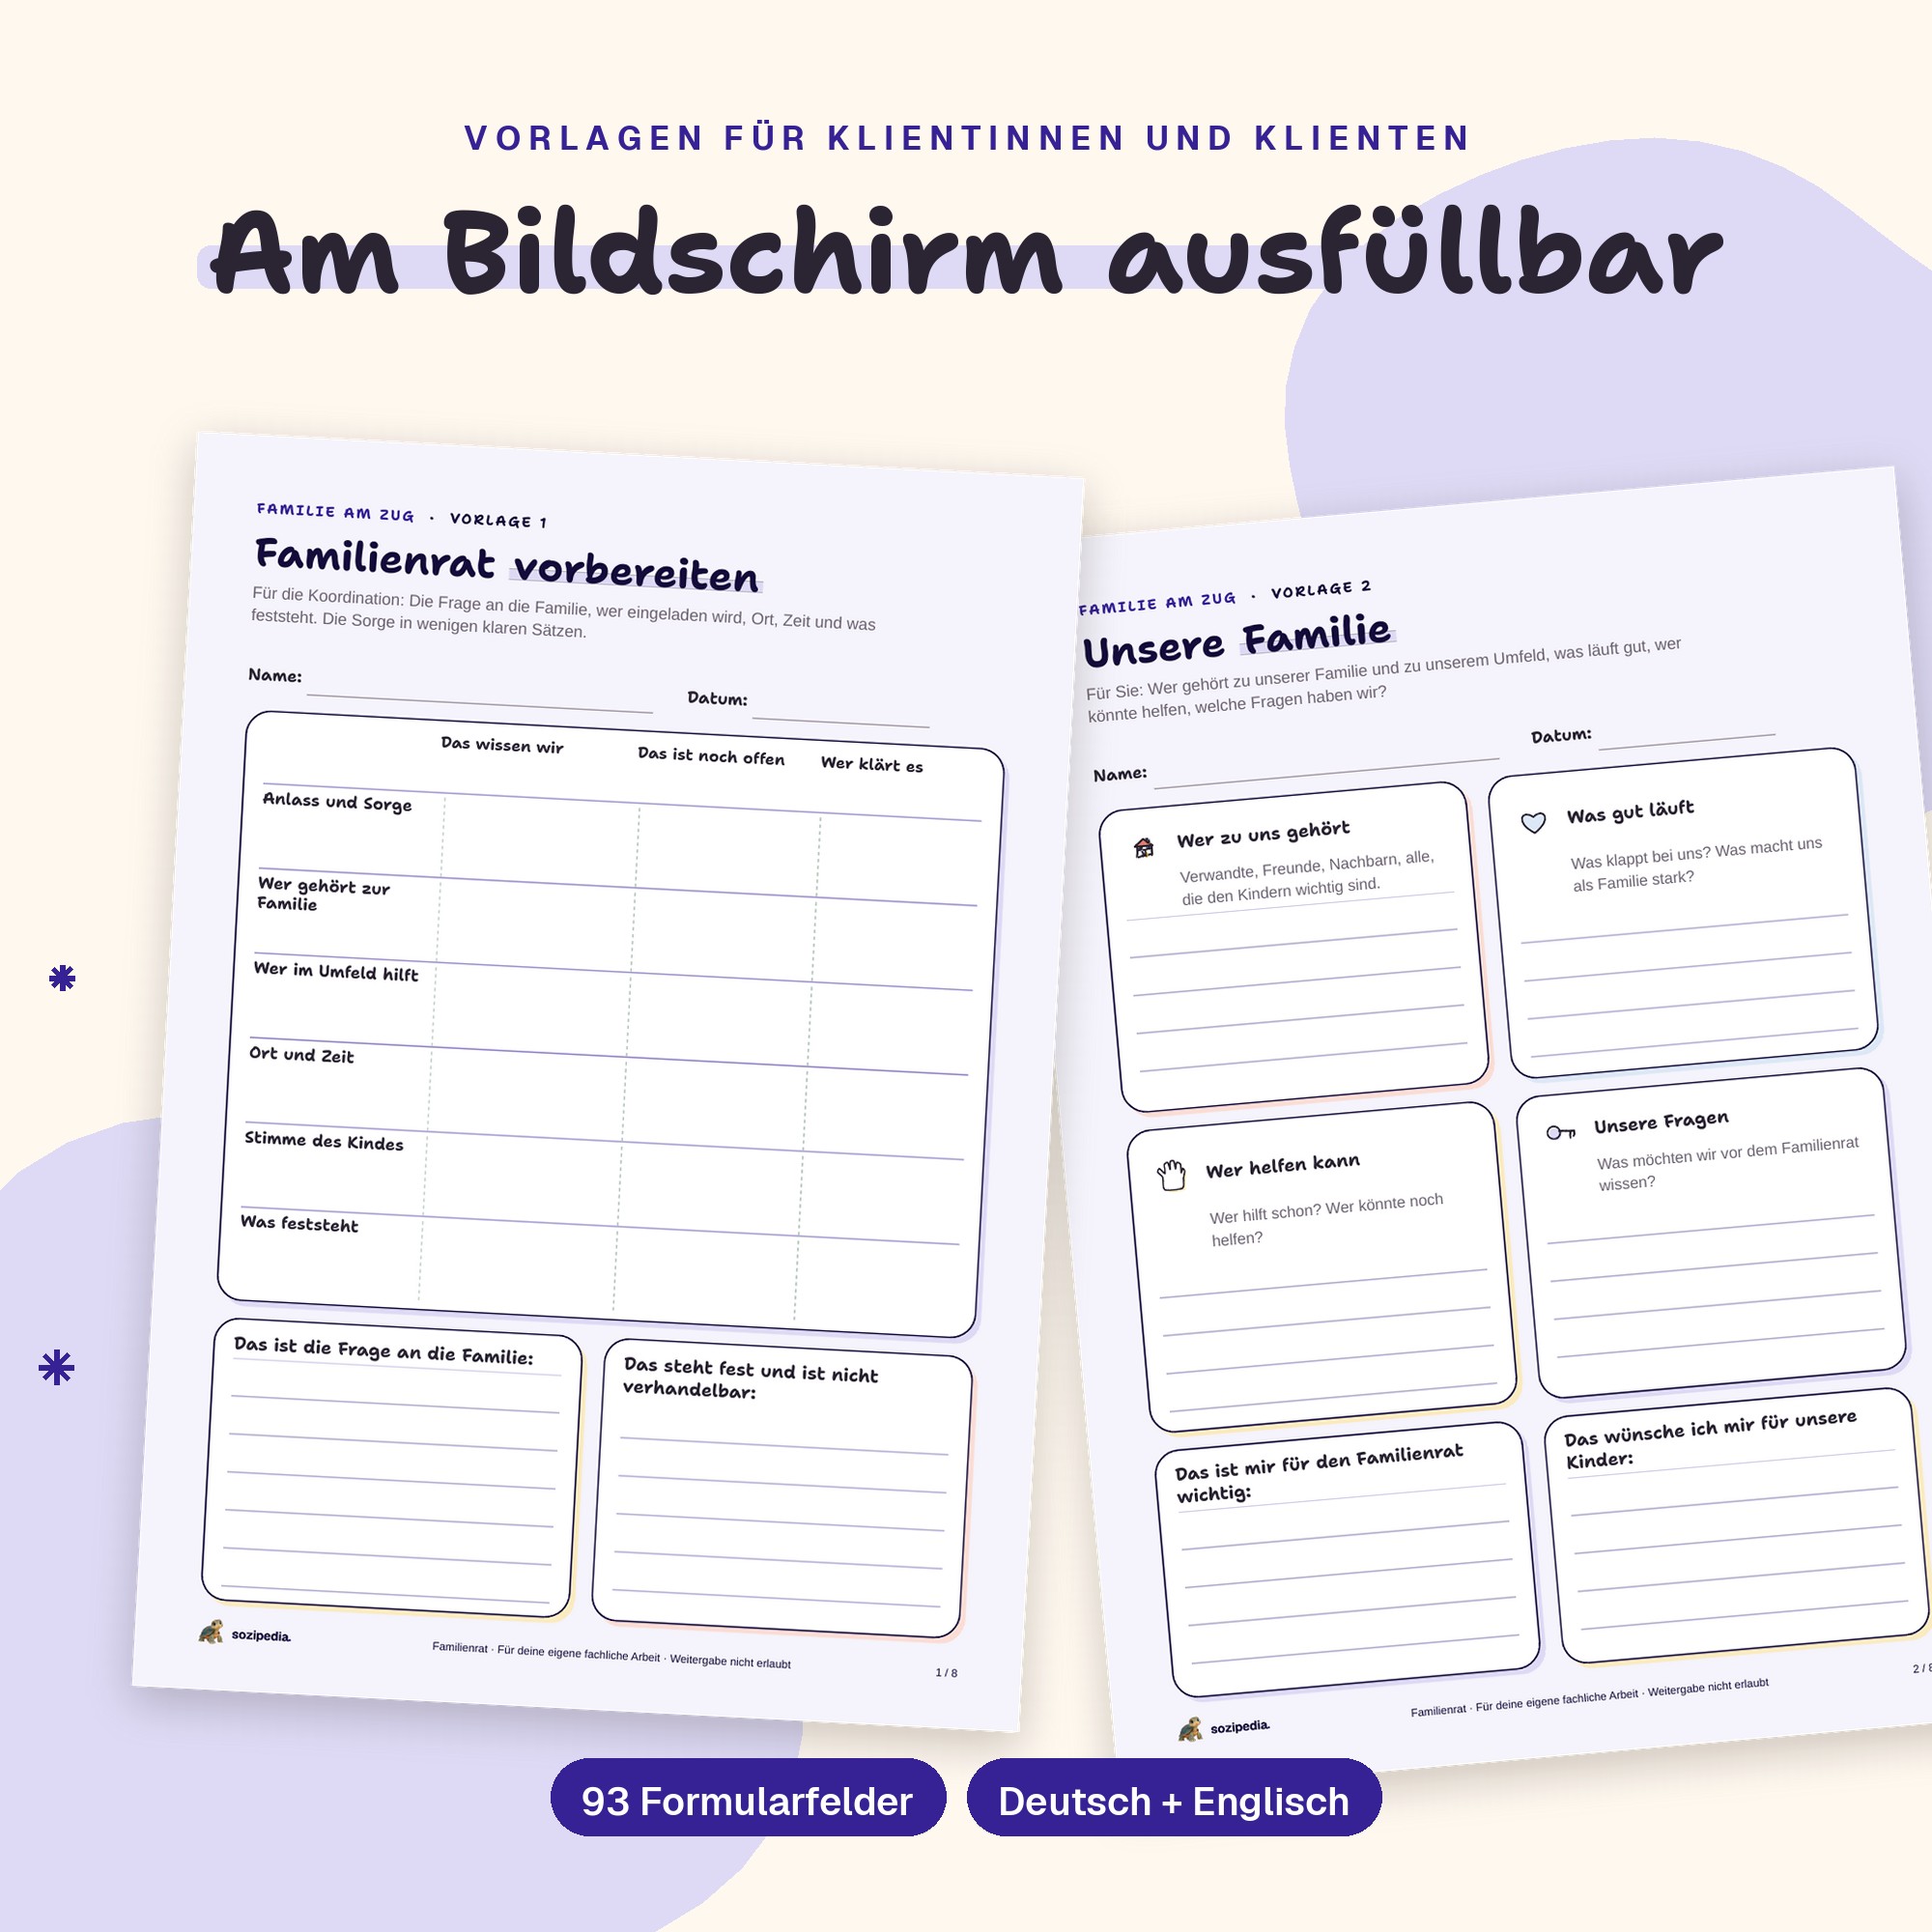 VORLAGEN FÜR KLIENTINNEN UND KLIENTEN
Am Bildschirm ausfüllbar
FAMILIE AM ZUG · VORLAGE 1
Familienrat vorbereiten
Für die Koordination: Die Frage an die Familie, wer eingeladen wird, Ort, Zeit und was
feststeht. Die Sorge in wenigen klaren Sätzen.
Name:
Datum:
Das wissen wir
Das ist noch offen
Wer klärt es
Anlass und Sorge
Wer gehört zur
Familie
Wer im Umfeld hilft
Ort und Zeit
Stimme des Kindes
Was feststeht
Das ist die Frage an die Familie:
Das steht fest und ist nicht
verhandelbar:
sozipedia.
Familienrat · Für deine eigene fachliche Arbeit · Weitergabe nicht erlaubt
1 / 8
FAMILIE AM ZUG · VORLAGE 2
Unsere Familie
Für Sie: Wer gehört zu unserer Familie und zu unserem Umfeld, was läuft gut, wer
könnte helfen, welche Fragen haben wir?
Name:
Datum:
Wer zu uns gehört
Verwandte, Freunde, Nachbarn, alle,
die den Kindern wichtig sind.
Was gut läuft
Was klappt bei uns? Was macht uns
als Familie stark?
Wer helfen kann
Wer hilft schon? Wer könnte noch
helfen?
Unsere Fragen
Was möchten wir vor dem Familienrat
wissen?
Das ist mir für den Familienrat
wichtig:
Das wünsche ich mir für unsere
Kinder:
sozipedia.
Familienrat · Für deine eigene fachliche Arbeit · Weitergabe nicht erlaubt
2 / 8
93 Formularfelder
Deutsch + Englisch